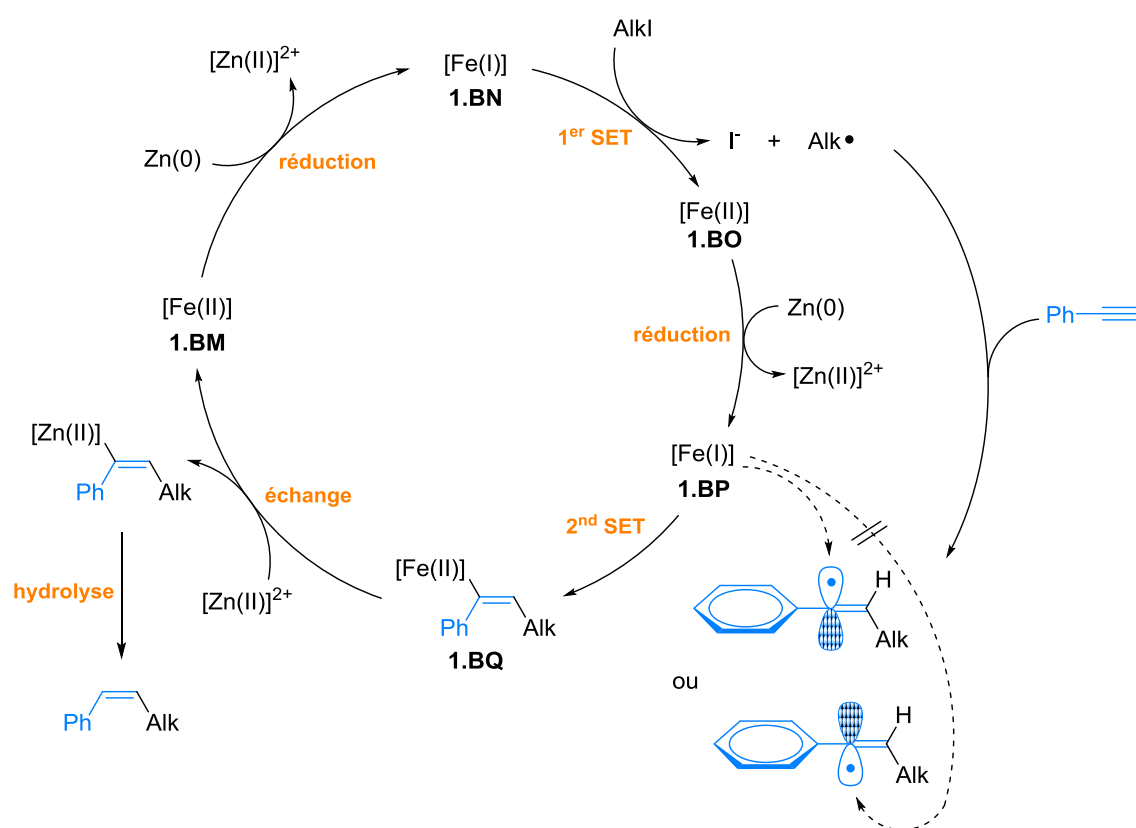 AlkI
[Zn(II)]²⁺
[Fe(I)]
1.BN
1er SET
Zn(0)
réduction
I⁻ + Alk•
[Fe(II)]
1.BO
[Fe(II)]
1.BM
Zn(0)
Ph
réduction
[Zn(II)]²⁺
[Zn(II)]
Ph
Alk
[Fe(I)]
1.BP
échange
2nd SET
hydrolyse
[Zn(II)]²⁺
[Fe(II)]
Ph
Alk
1.BQ
H
Alk
ou
Ph
Alk
H
Alk